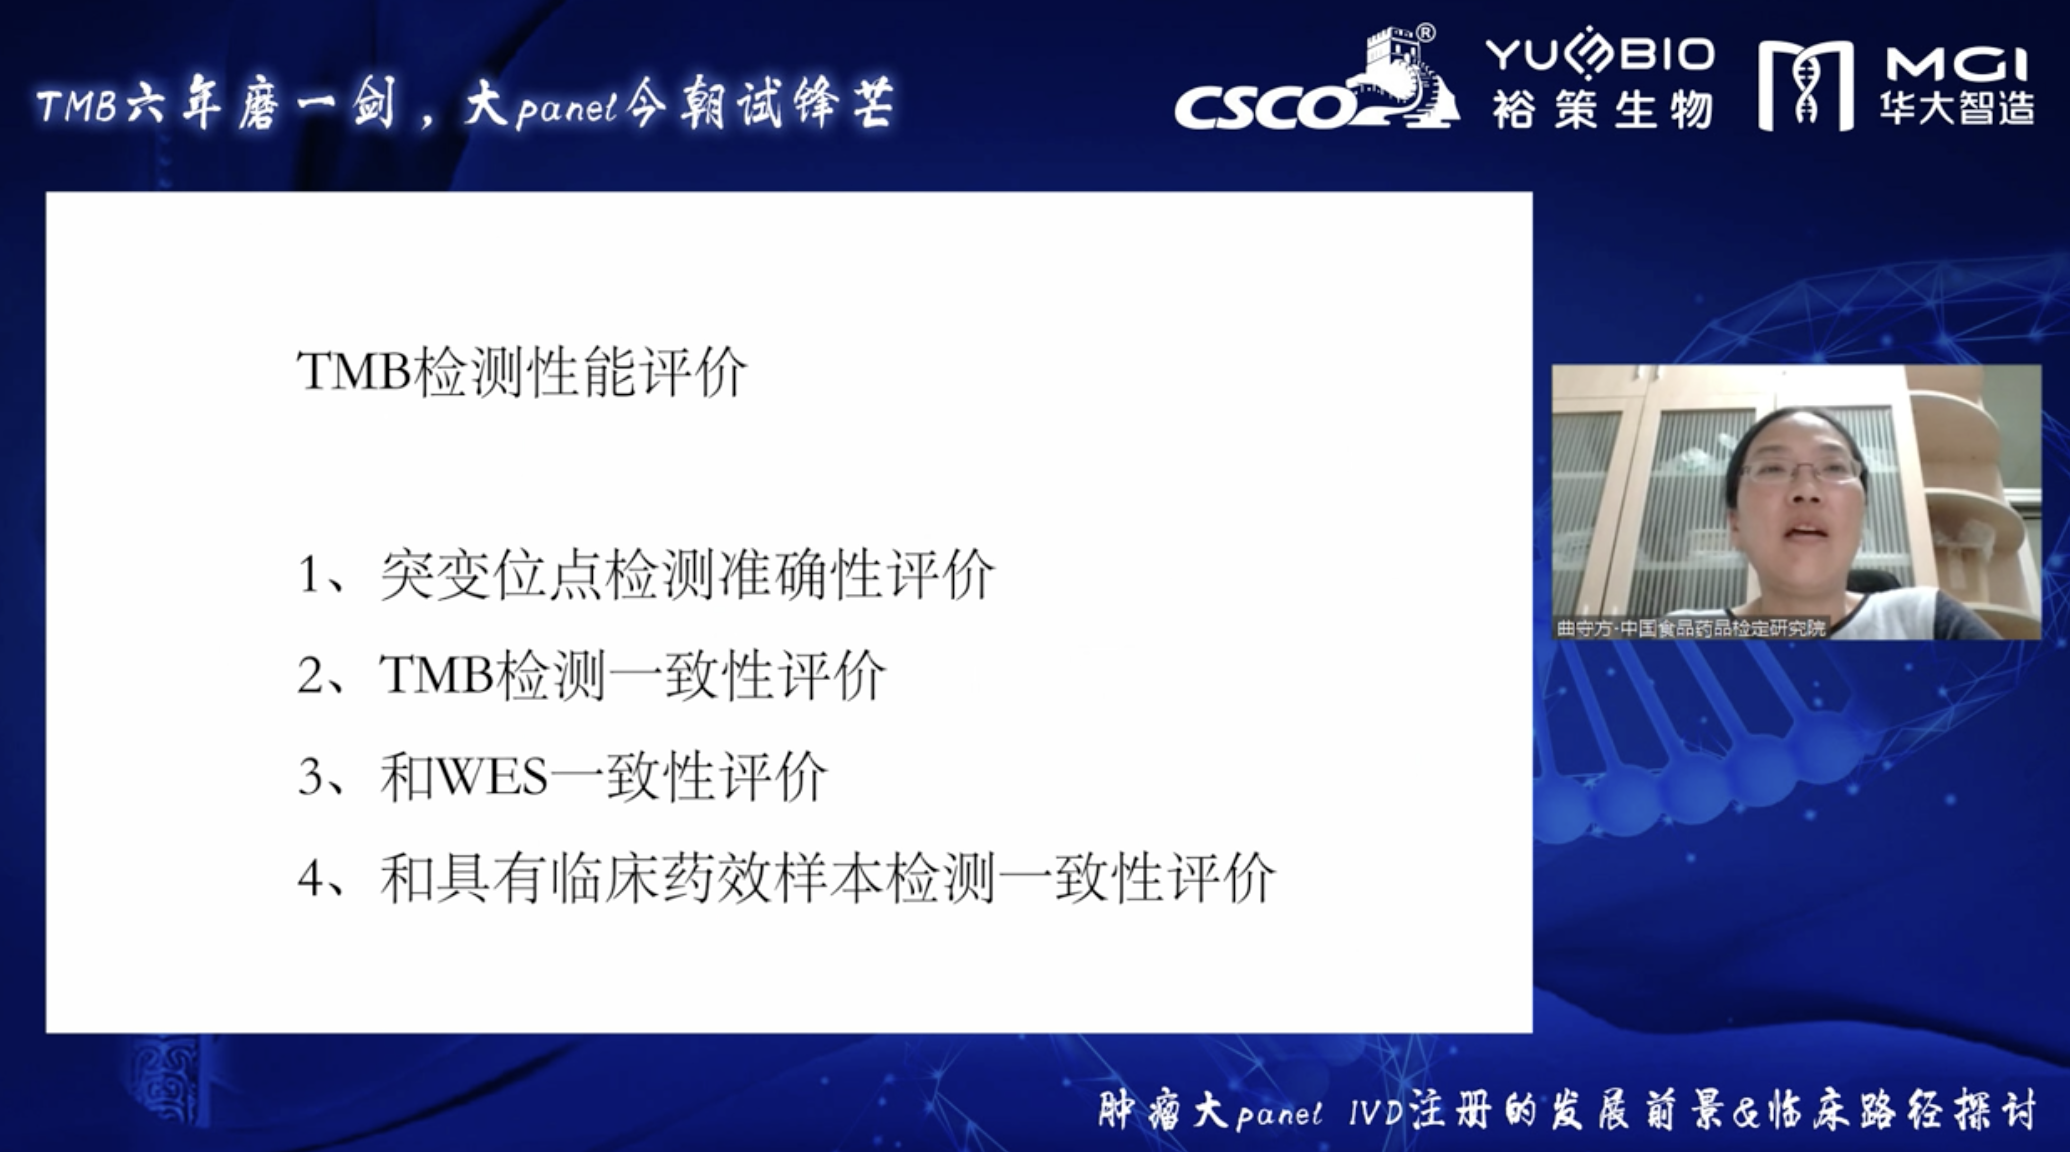 TMB六年磨一剑，大panel今朝试锋芒
CSCO®
YUCEBIO
裕策生物
MGI
华大智造
TMB检测性能评价
1、突变位点检测准确性评价
2、TMB检测一致性评价
3、和WES一致性评价
4、和具有临床药效样本检测一致性评价
曲守方-中国食品药品检定研究院
肿瘤大panel IVD注册的发展前景&临床路径探讨